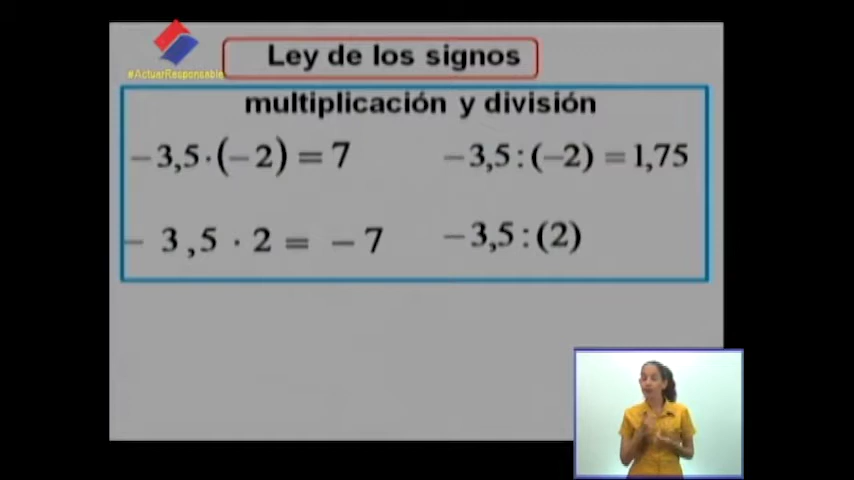 #ActuarResponsable
Ley de los signos
multiplicación y división
−3,5·(−2) = 7
−3,5:(−2) = 1,75
− 3,5 · 2 = − 7
−3,5:(2)